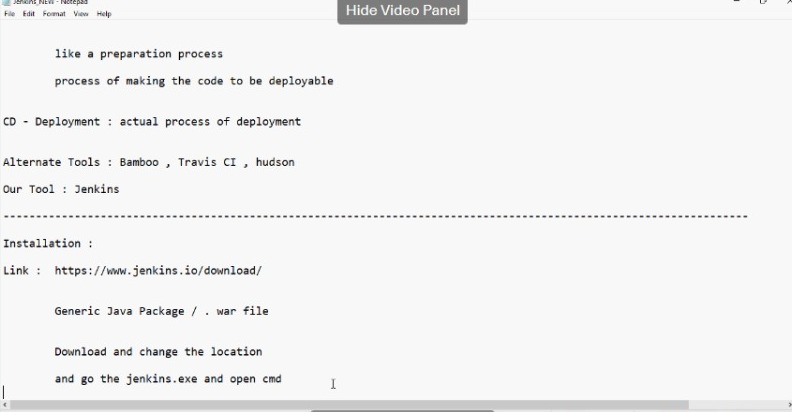 Jenkins_NEW - Notepad
File Edit Format View Help
Hide Video Panel
like a preparation process
process of making the code to be deployable
CD - Deployment : actual process of deployment
Alternate Tools : Bamboo , Travis CI , hudson
Our Tool : Jenkins
-------------------------------------------------------------------------------------------------------------------
Installation :
Link : https://www.jenkins.io/download/
Generic Java Package / . war file
Download and change the location
and go the jenkins.exe and open cmd